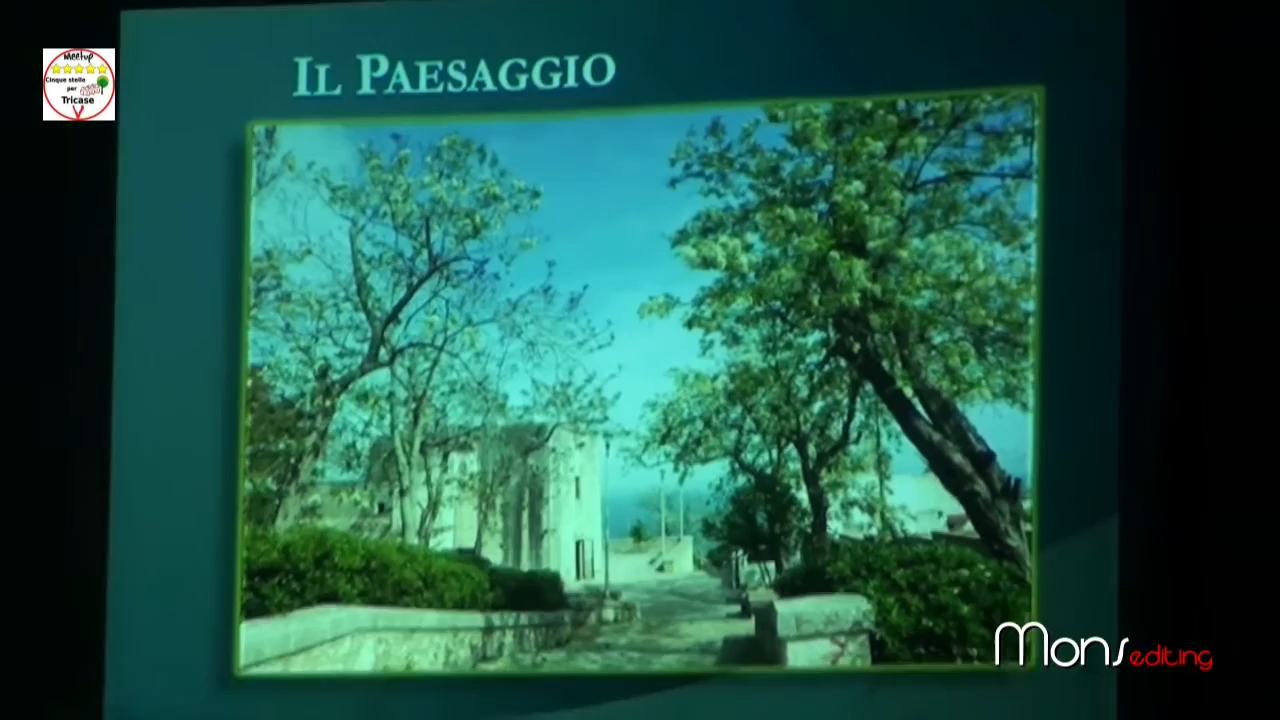 Meetup
Cinque stelle
per
Tricase
IL PAESAGGIO
Mons editing